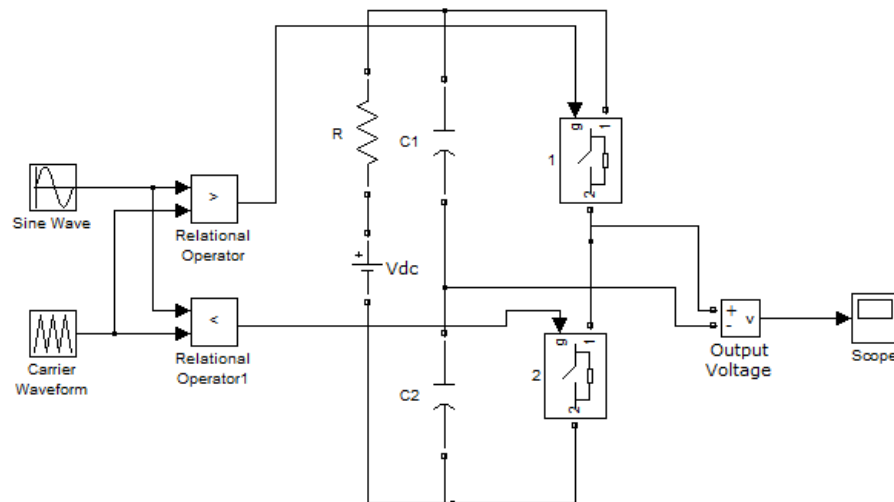 Sine Wave
>
Relational
Operator
Carrier
Waveform
<
Relational
Operator1
R
+
Vdc
C1
C2
g
1
1
2
g
1
2
2
+
-
v
Output
Voltage
Scope